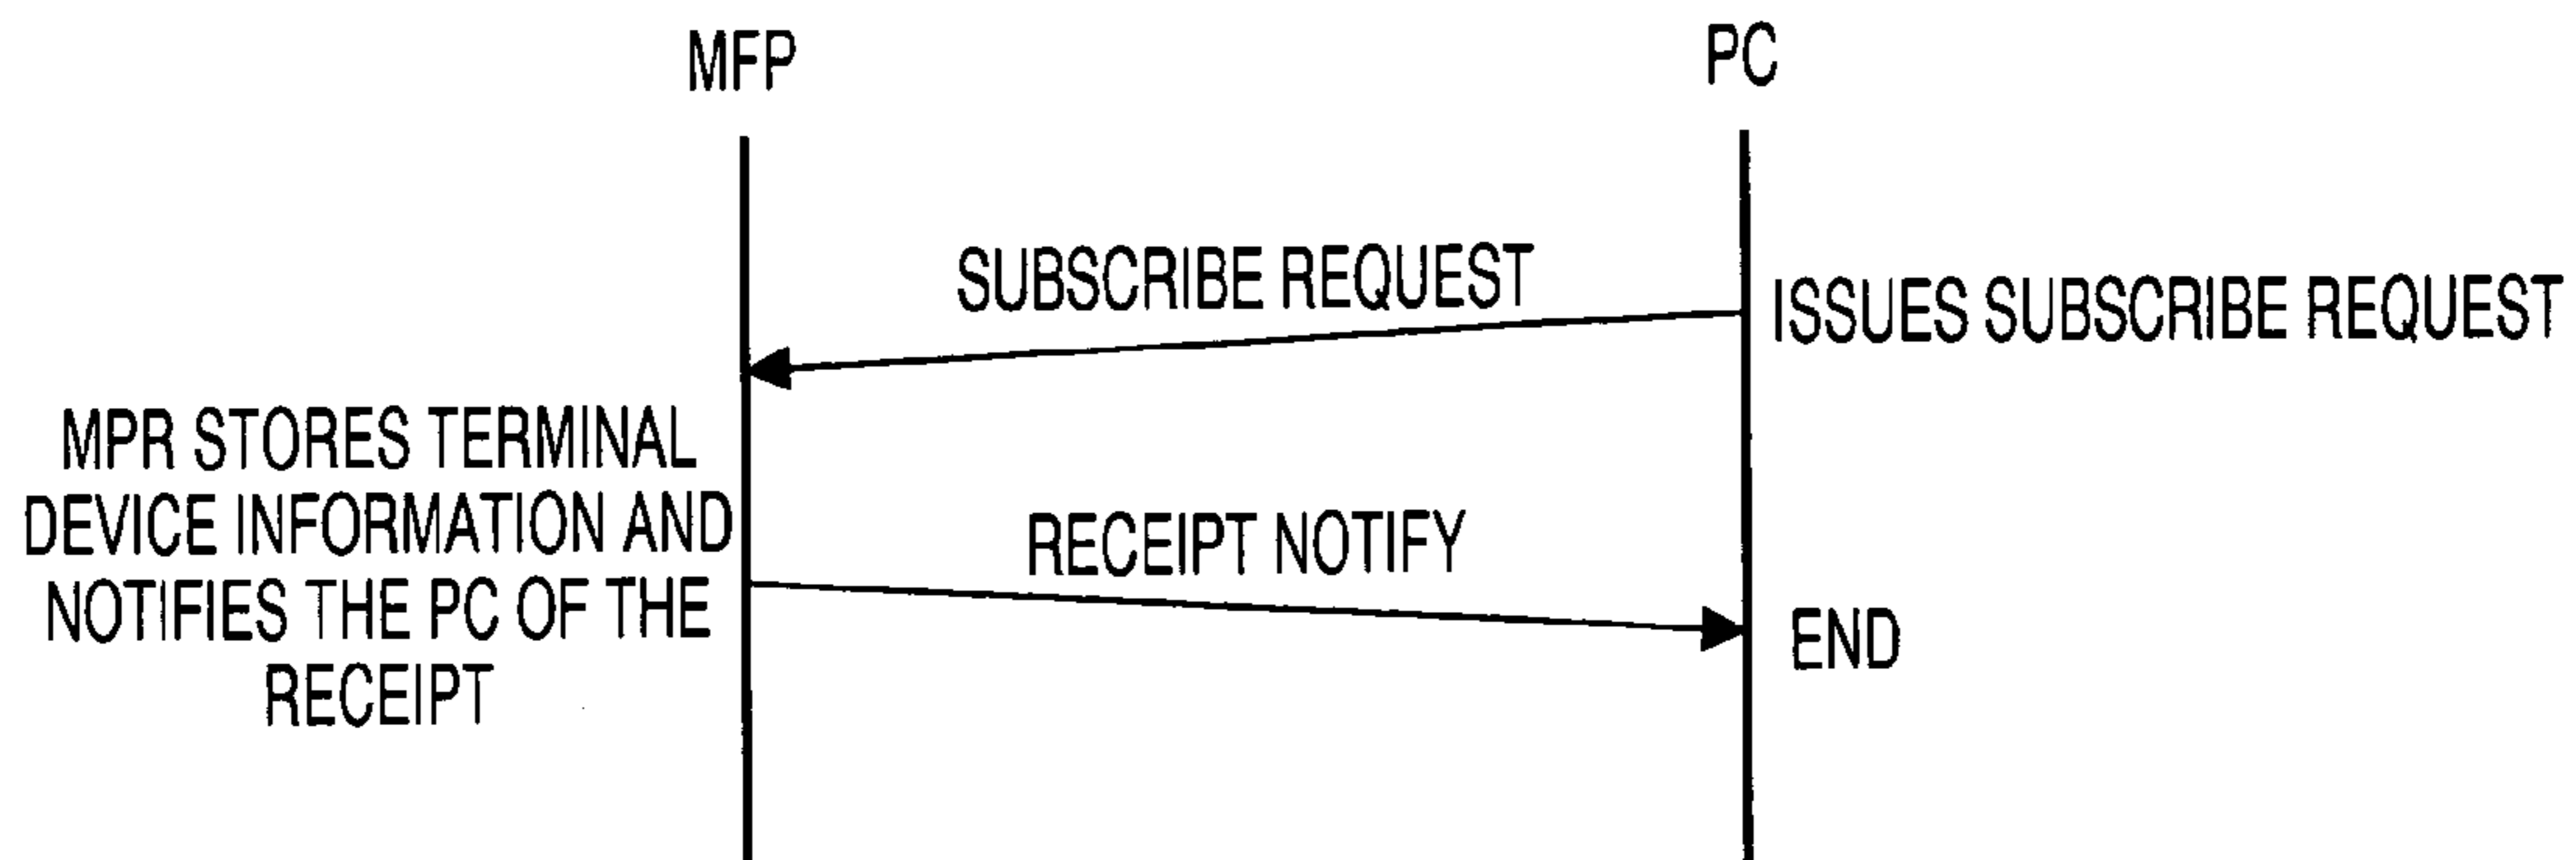 MFP
PC
SUBSCRIBE REQUEST
ISSUES SUBSCRIBE REQUEST
MPR STORES TERMINAL
DEVICE INFORMATION AND
NOTIFIES THE PC OF THE
RECEIPT
RECEIPT NOTIFY
END